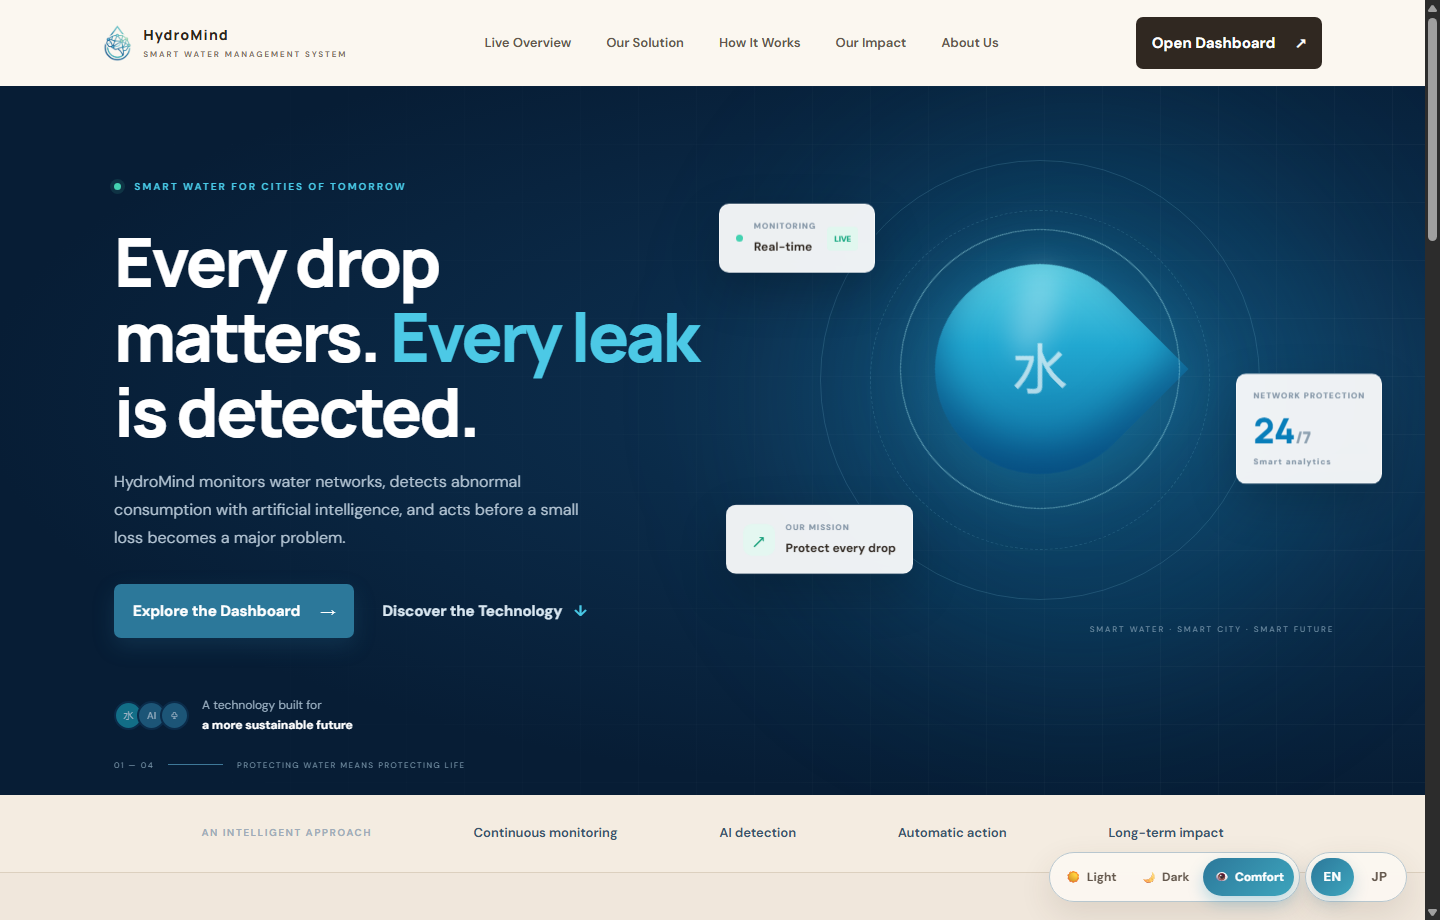 HydroMind
SMART WATER MANAGEMENT SYSTEM
Live Overview
Our Solution
How It Works
Our Impact
About Us
Open Dashboard ↗
SMART WATER FOR CITIES OF TOMORROW
Every drop
matters. Every leak
is detected.
HydroMind monitors water networks, detects abnormal
consumption with artificial intelligence, and acts before a small
loss becomes a major problem.
Explore the Dashboard →
Discover the Technology ↓
水 AI
A technology built for
a more sustainable future
01 — 04
PROTECTING WATER MEANS PROTECTING LIFE
MONITORING
Real-time
LIVE
水
NETWORK PROTECTION
24/7
Smart analytics
↗
OUR MISSION
Protect every drop
SMART WATER · SMART CITY · SMART FUTURE
AN INTELLIGENT APPROACH
Continuous monitoring
AI detection
Automatic action
Long-term impact
Light
Dark
Comfort
EN
JP